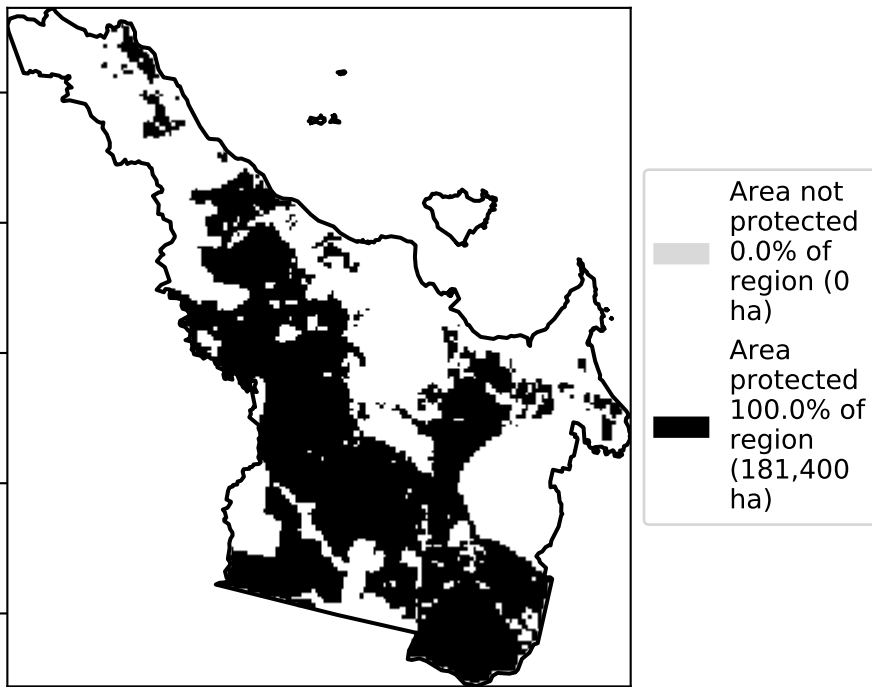 Area not
protected
0.0% of
region (0
ha)
Area
protected
100.0% of
region
(181,400
ha)